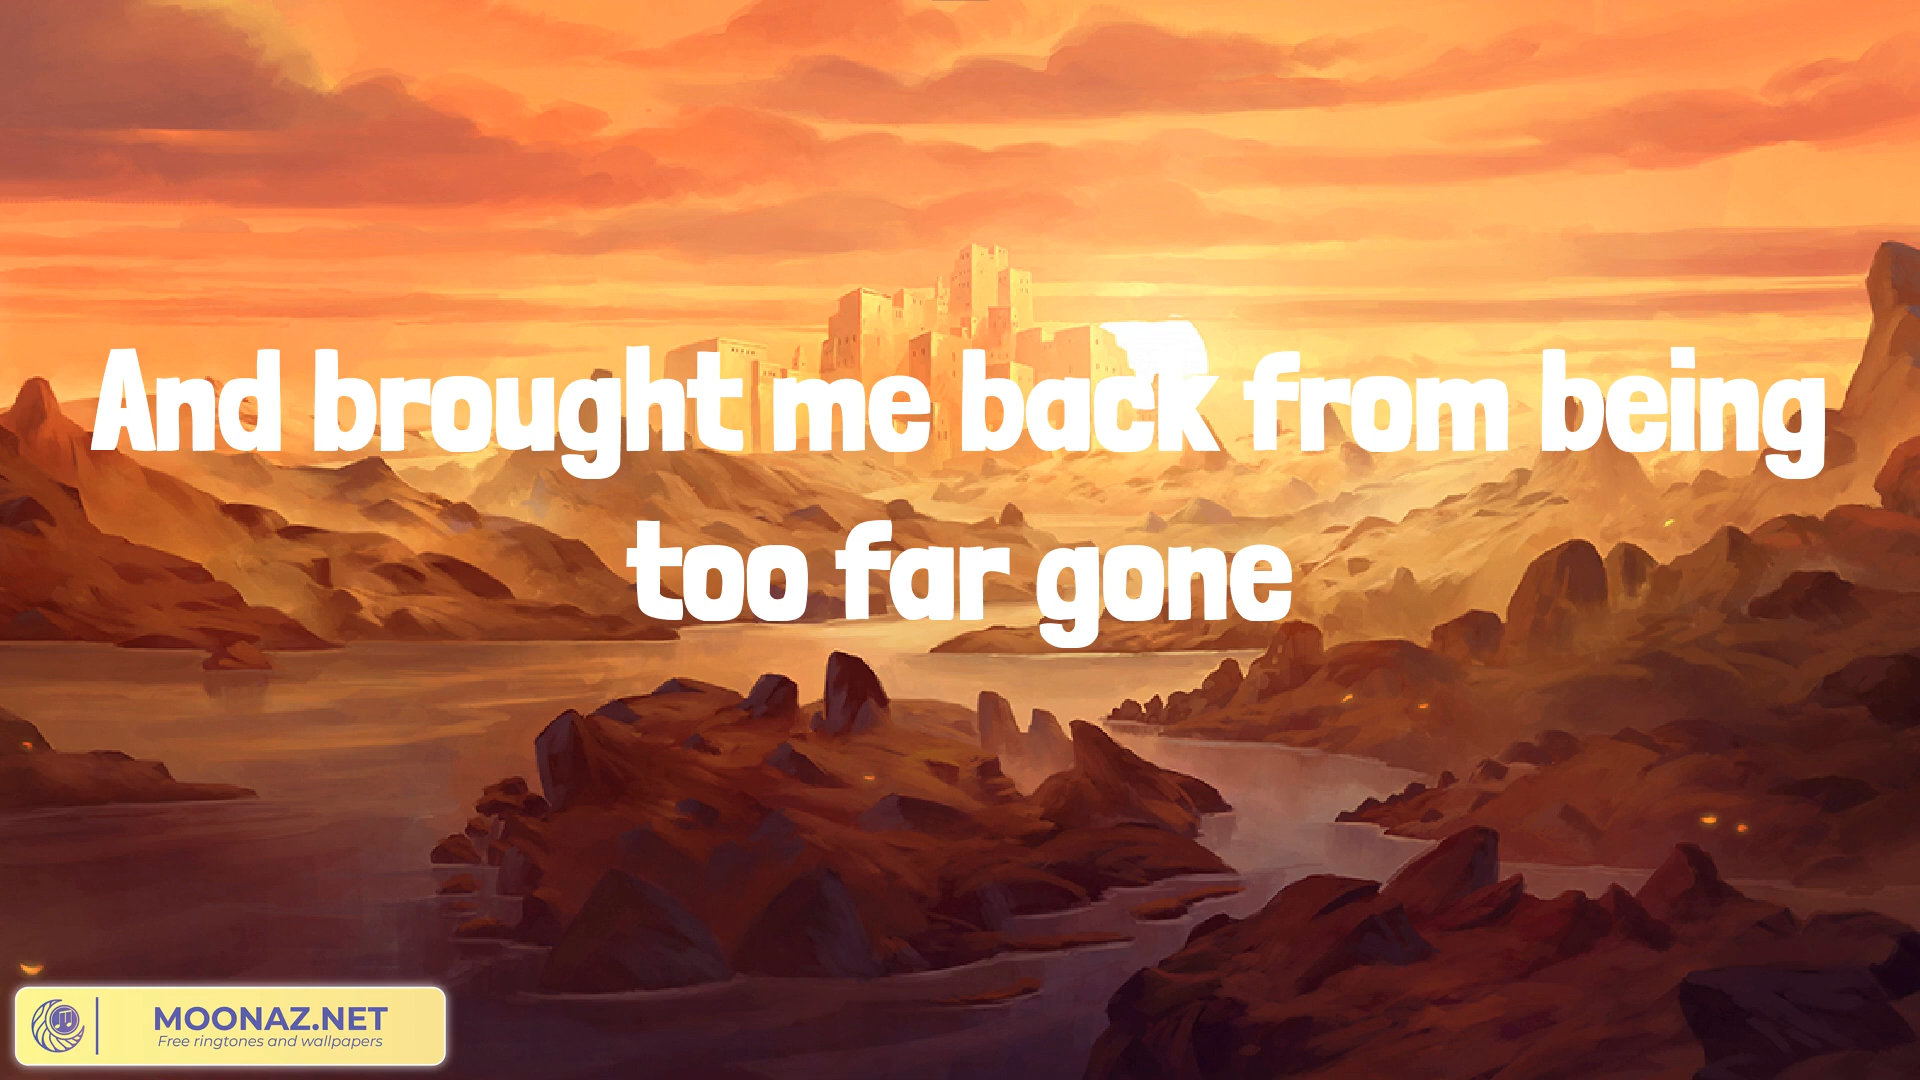 And brought me back from being
too far gone
MOONAZ.NET
Free ringtones and wallpapers